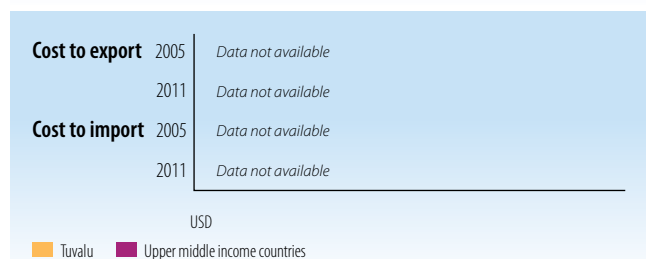 Cost to export 2005 Data not available
2011 Data not available
Cost to import 2005 Data not available
2011 Data not available
USD
Tuvalu Upper middle income countries